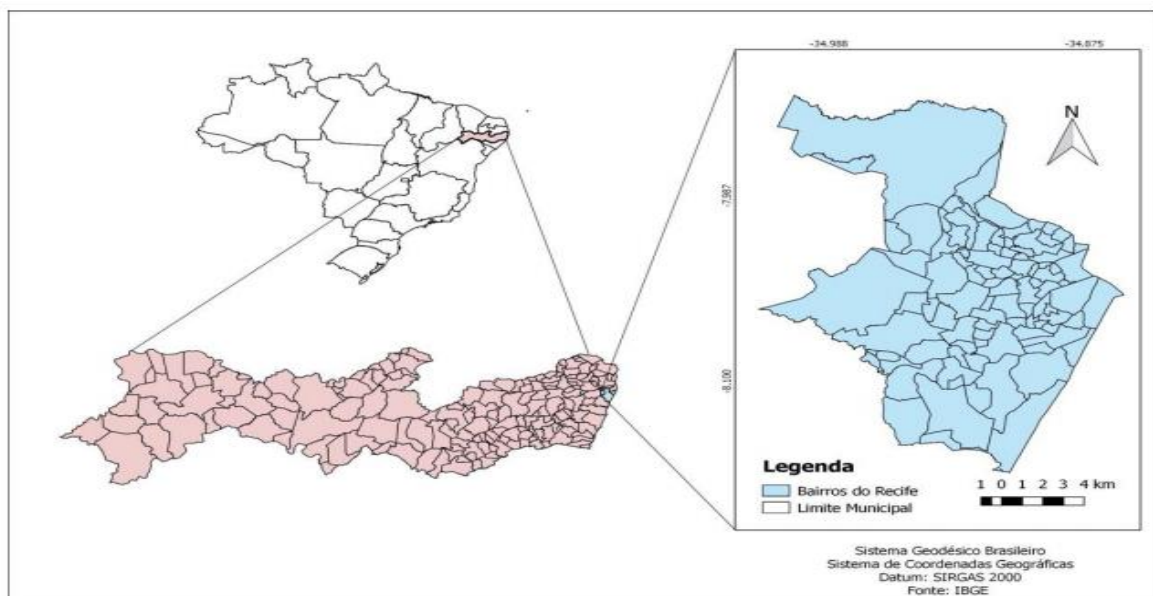 -34.988
-34.875
N
-7.987
-8.100
Legenda
Bairros do Recife
Limite Municipal
1 0 1 2 3 4 km
Sistema Geodésico Brasileiro
Sistema de Coordenadas Geográficas
Datum: SIRGAS 2000
Fonte: IBGE